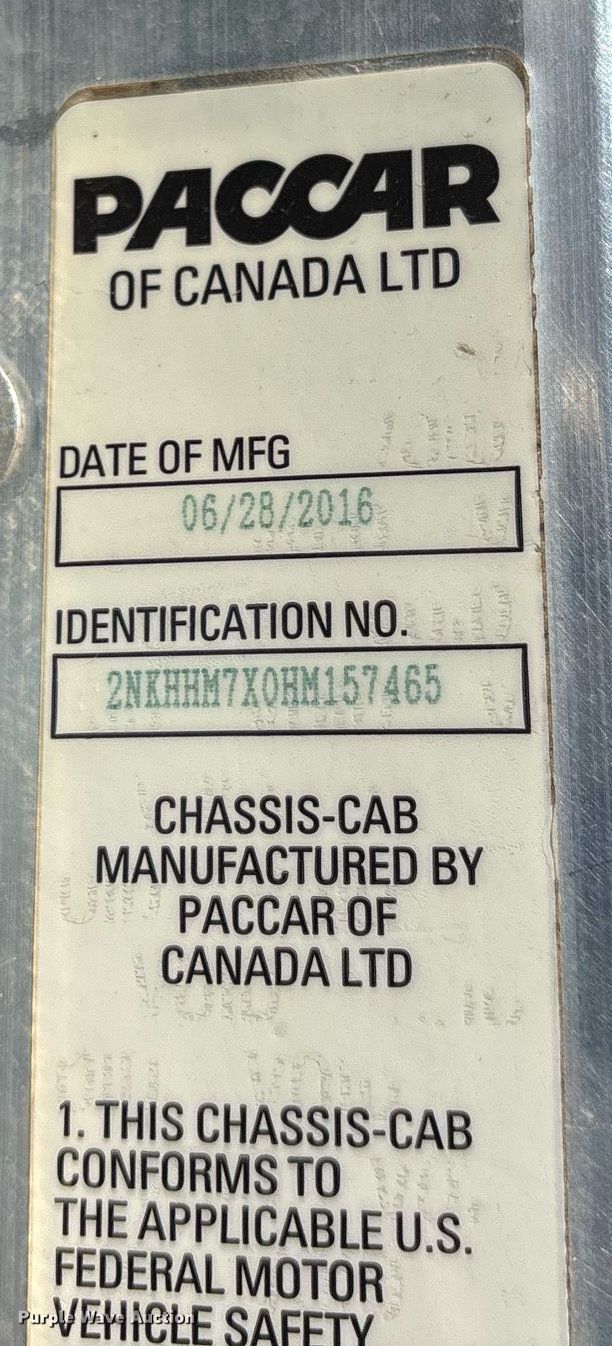 PACCAR
OF CANADA LTD
DATE OF MFG
06/28/2016
IDENTIFICATION NO.
2NKHHM7X0HM157465
CHASSIS-CAB
MANUFACTURED BY
PACCAR OF
CANADA LTD
1. THIS CHASSIS-CAB
CONFORMS TO
THE APPLICABLE U.S.
FEDERAL MOTOR
VEHICLE SAFETY
Purple Wave Auction